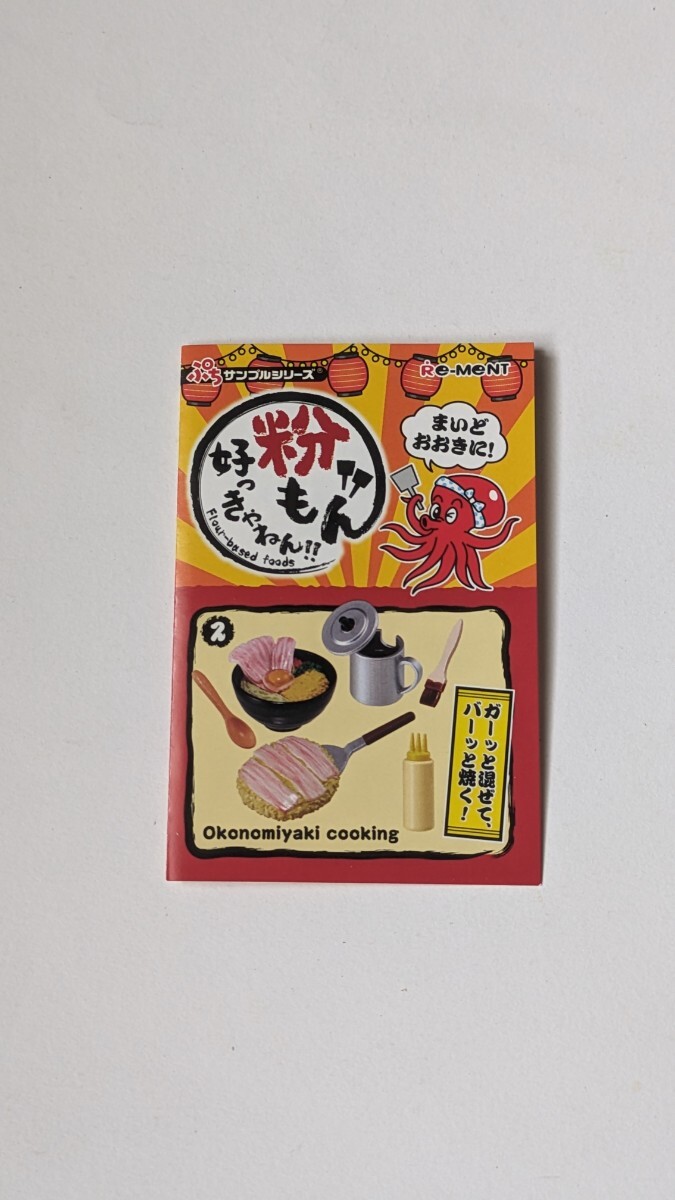 ぷちサンプルシリーズ®
Re-MeNT
好っきゃねん!!
粉もん
Flour-based foods
まいど
おおきに!
2
ガーッと混ぜて、
バーッと焼く!
Okonomiyaki cooking